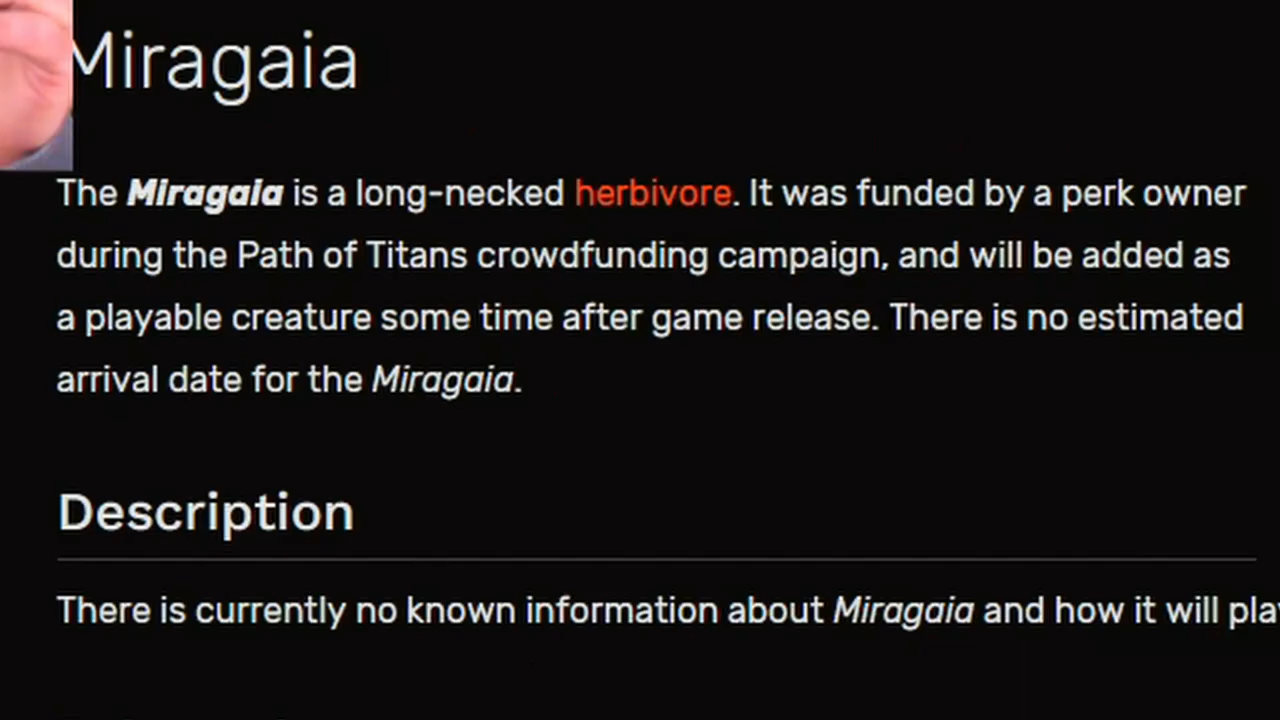 Miragaia
The Miragaia is a long-necked herbivore. It was funded by a perk owner
during the Path of Titans crowdfunding campaign, and will be added as
a playable creature some time after game release. There is no estimated
arrival date for the Miragaia.
Description
There is currently no known information about Miragaia and how it will